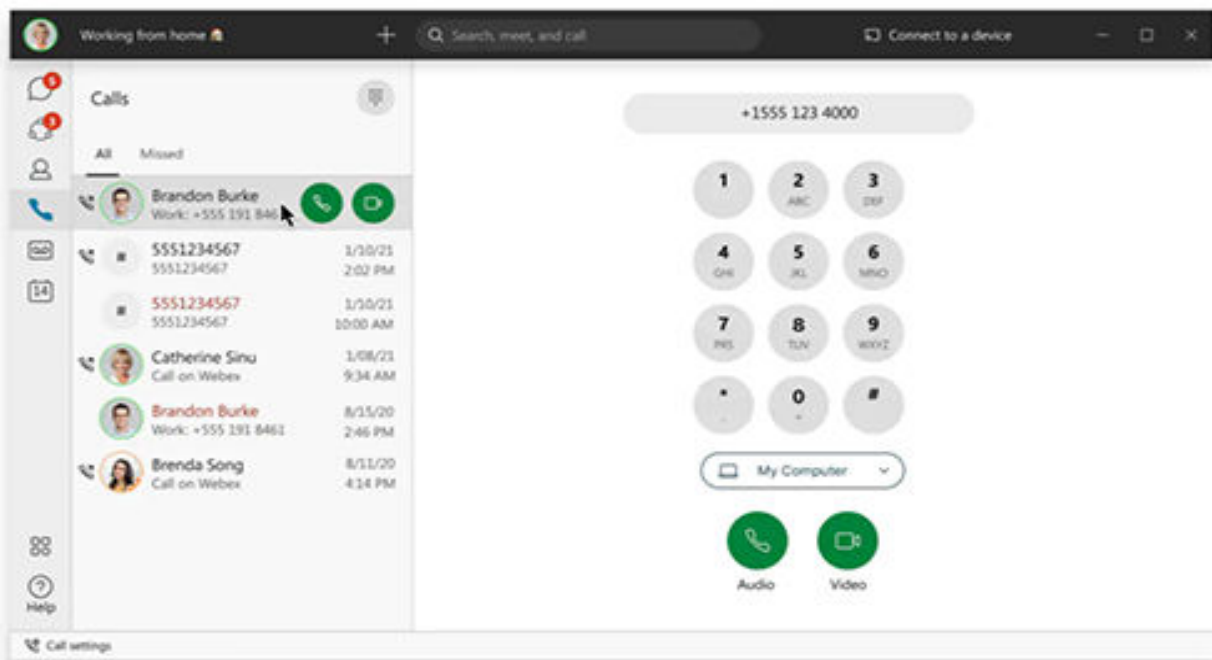 Working from home
Search, meet, and call
Connect to a device
5
3
Calls
All Missed
Brandon Burke
Work: +555 191 846
5551234567 1/10/21
5551234567 2:02 PM
5551234567 1/10/21
5551234567 10:00 AM
Catherine Sinu 1/08/21
Call on Webex 9:34 AM
Brandon Burke 8/15/20
Work: +555 191 8461 2:46 PM
Brenda Song 8/11/20
Call on Webex 4:14 PM
14
Help
Call settings
+1555 123 4000
1 2 3
ABC DEF
4 5 6
GHI JKL MNO
7 8 9
PRS TUV WXYZ
* 0 #
My Computer
Audio Video